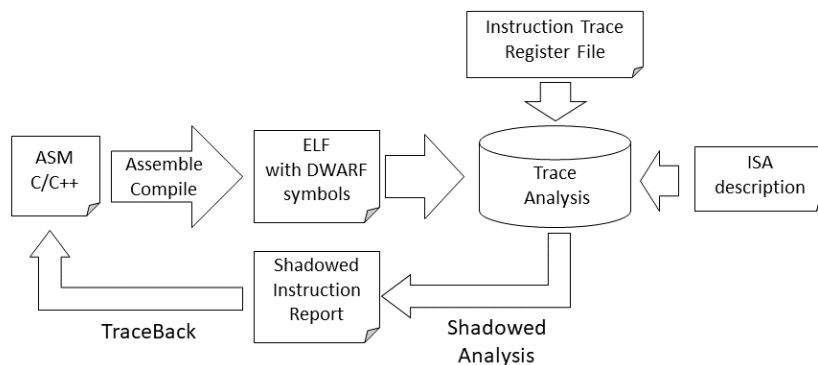 Instruction Trace
Register File
ASM
C/C++
Assemble
Compile
ELF
with DWARF
symbols
Trace
Analysis
ISA
description
Shadowed
Instruction
Report
TraceBack
Shadowed
Analysis